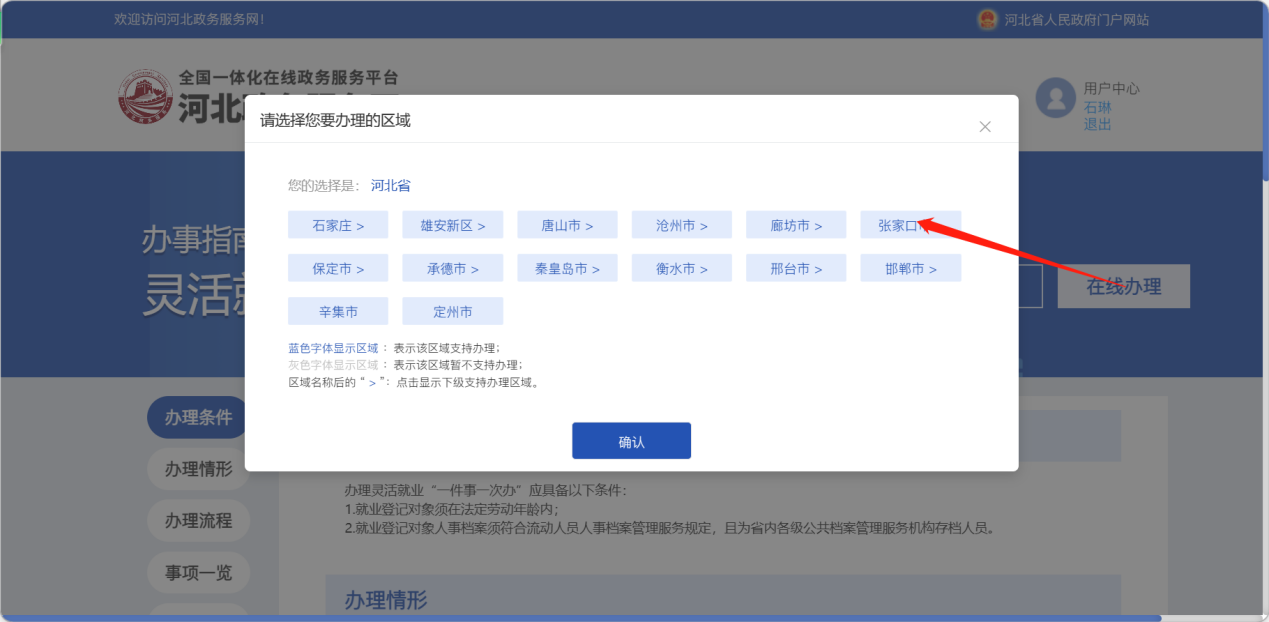 欢迎访问河北政务服务网！
河北省人民政府门户网站
全国一体化在线政务服务平台
河北
用户中心
石琳
退出
请选择您要办理的区域
您的选择是： 河北省
石家庄 > 雄安新区 > 唐山市 > 沧州市 > 廊坊市 > 张家口
保定市 > 承德市 > 秦皇岛市 > 衡水市 > 邢台市 > 邯郸市 >
辛集市 定州市
办事指南
灵活就
在线办理
蓝色字体显示区域 ：表示该区域支持办理；
灰色字体显示区域 ：表示该区域暂不支持办理；
区域名称后的“ > ”：点击显示下级支持办理区域。
确认
办理条件
办理情形
办理流程
事项一览
办理灵活就业“一件事一次办”应具备以下条件：
1.就业登记对象须在法定劳动年龄内；
2.就业登记对象人事档案须符合流动人员人事档案管理服务规定，且为省内各级公共档案管理服务机构存档人员。
办理情形